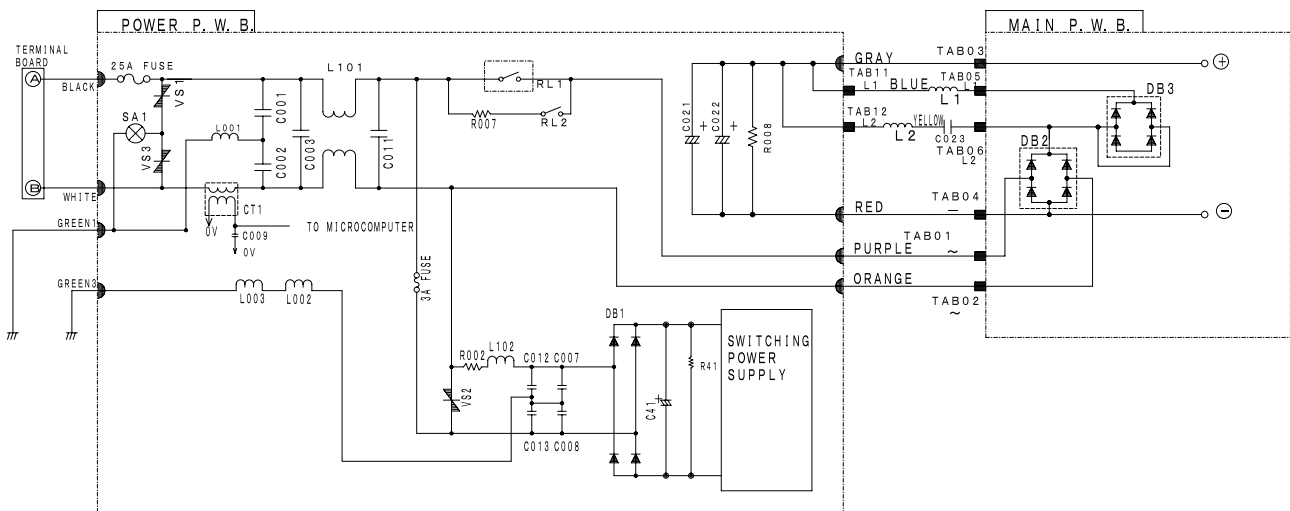 POWER P. W. B.
MAIN P. W. B.
TERMINAL
BOARD
A
BLACK
25A FUSE
VS1
SA1
VS3
L001
C001
C002
C003
L101
C011
RL1
R007
RL2
C021
+
C022
+
R008
GRAY
TAB03
+
TAB11
L1
BLUE
TAB05
L1
L1
DB3
TAB12
L2
YELLOW
L2
C023
TAB06
L2
DB2
B
WHITE
CT1
0V
C009
0V
TO MICROCOMPUTER
GREEN1
RED
TAB04
−
−
PURPLE
TAB01
~
ORANGE
TAB02
~
GREEN3
L003
L002
3A FUSE
DB1
R002
L102
C012
C007
VS2
C013
C008
C41
+
R41
SWITCHING
POWER
SUPPLY